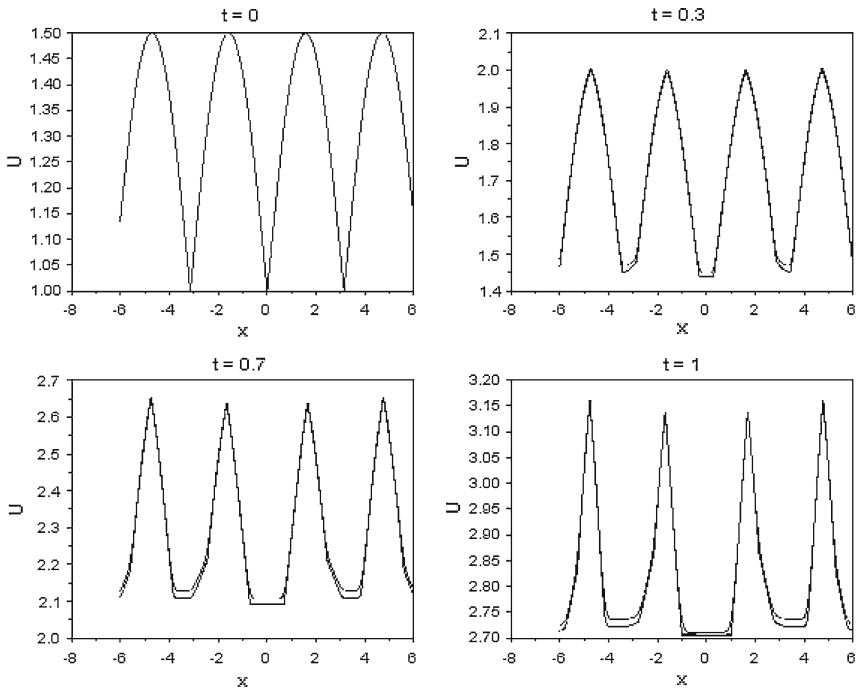 t = 0
1.50
1.45
1.40
1.35
1.30
1.25
1.20
1.15
1.10
1.05
1.00
U
-8 -6 -4 -2 0 2 4 6
x
t = 0.3
2.1
2.0
1.9
1.8
1.7
1.6
1.5
1.4
U
-8 -6 -4 -2 0 2 4 6
x
t = 0.7
2.7
2.6
2.5
2.4
2.3
2.2
2.1
2.0
U
-8 -6 -4 -2 0 2 4 6
x
t = 1
3.20
3.15
3.10
3.05
3.00
2.95
2.90
2.85
2.80
2.75
2.70
U
-8 -6 -4 -2 0 2 4 6
x